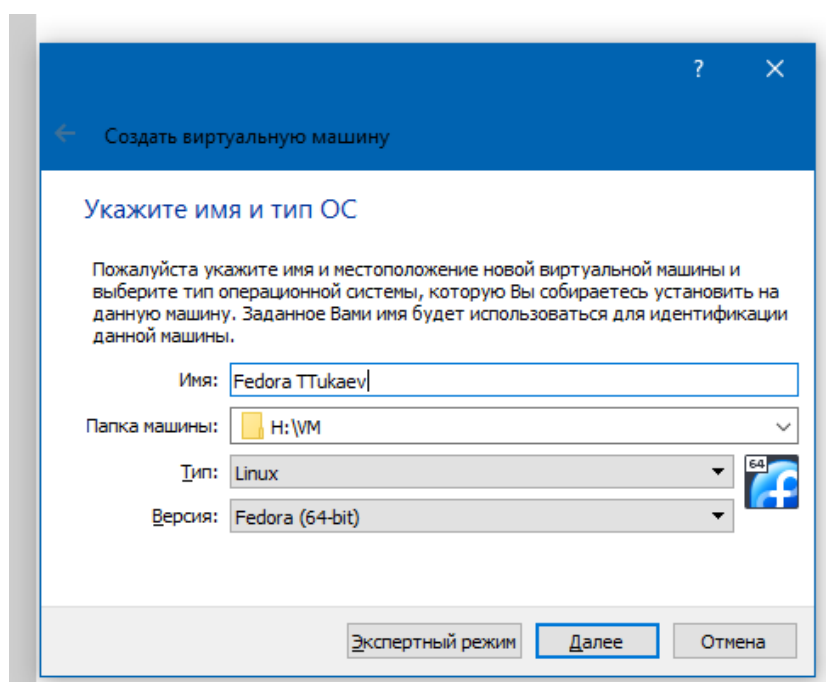 ?
Создать виртуальную машину
Укажите имя и тип ОС
Пожалуйста укажите имя и местоположение новой виртуальной машины и
выберите тип операционной системы, которую Вы собираетесь установить на
данную машину. Заданное Вами имя будет использоваться для идентификации
данной машины.
Имя: Fedora TTukaev
Папка машины: H:\VM
Тип: Linux
64
Версия: Fedora (64-bit)
Экспертный режим Далее Отмена